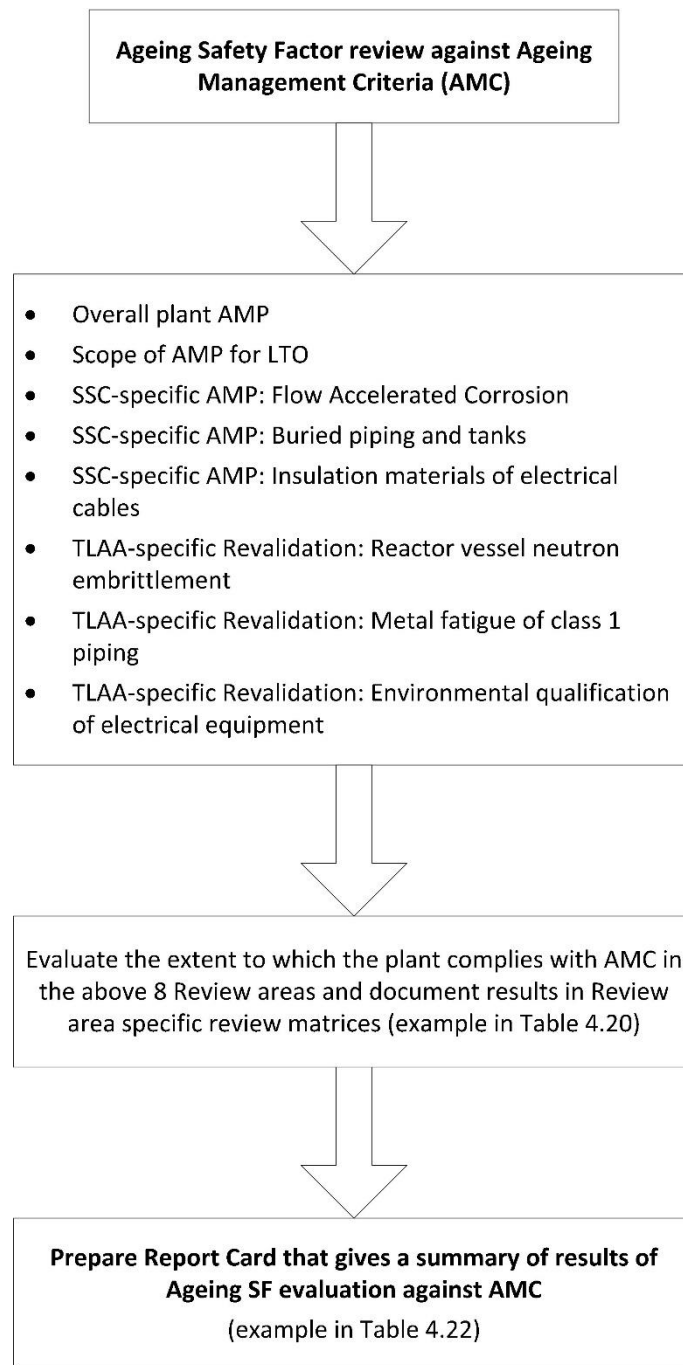 Ageing Safety Factor review against Ageing
Management Criteria (AMC)
• Overall plant AMP
• Scope of AMP for LTO
• SSC-specific AMP: Flow Accelerated Corrosion
• SSC-specific AMP: Buried piping and tanks
• SSC-specific AMP: Insulation materials of electrical
cables
• TLAA-specific Revalidation: Reactor vessel neutron
embrittlement
• TLAA-specific Revalidation: Metal fatigue of class 1
piping
• TLAA-specific Revalidation: Environmental qualification
of electrical equipment
Evaluate the extent to which the plant complies with AMC in
the above 8 Review areas and document results in Review
area specific review matrices (example in Table 4.20)
Prepare Report Card that gives a summary of results of
Ageing SF evaluation against AMC
(example in Table 4.22)